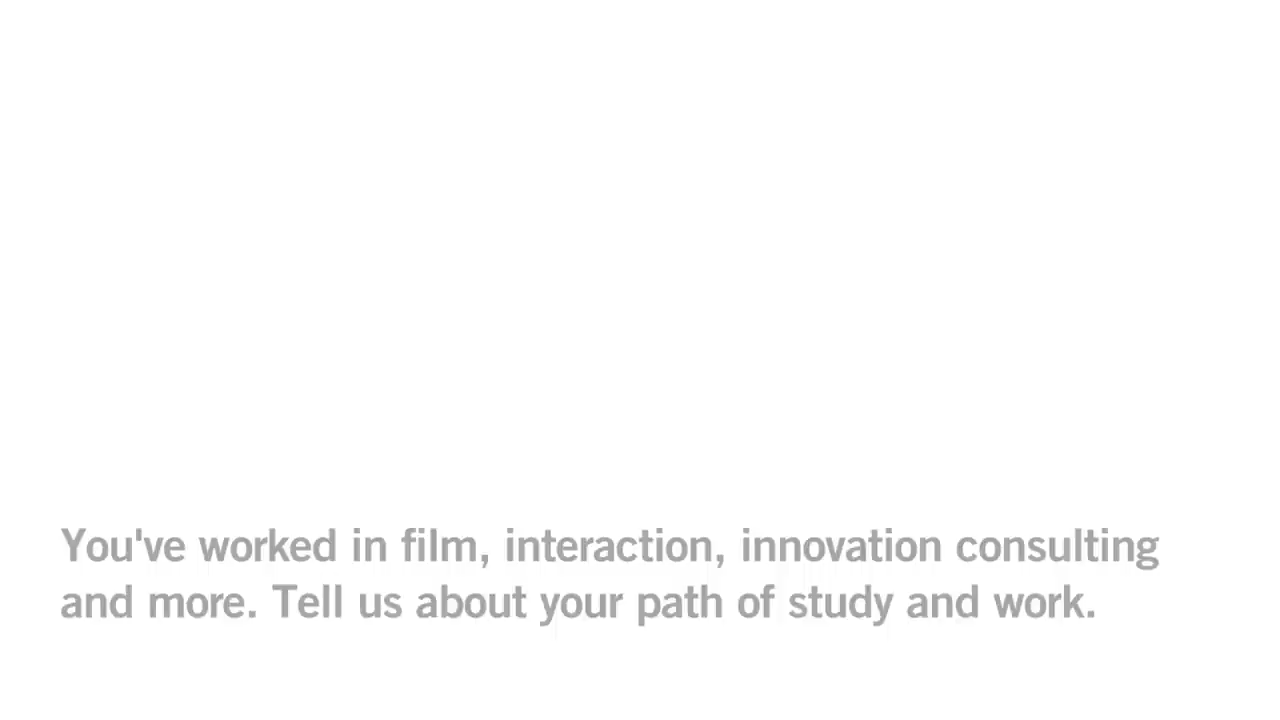 You've worked in film, interaction, innovation consulting
and more. Tell us about your path of study and work.